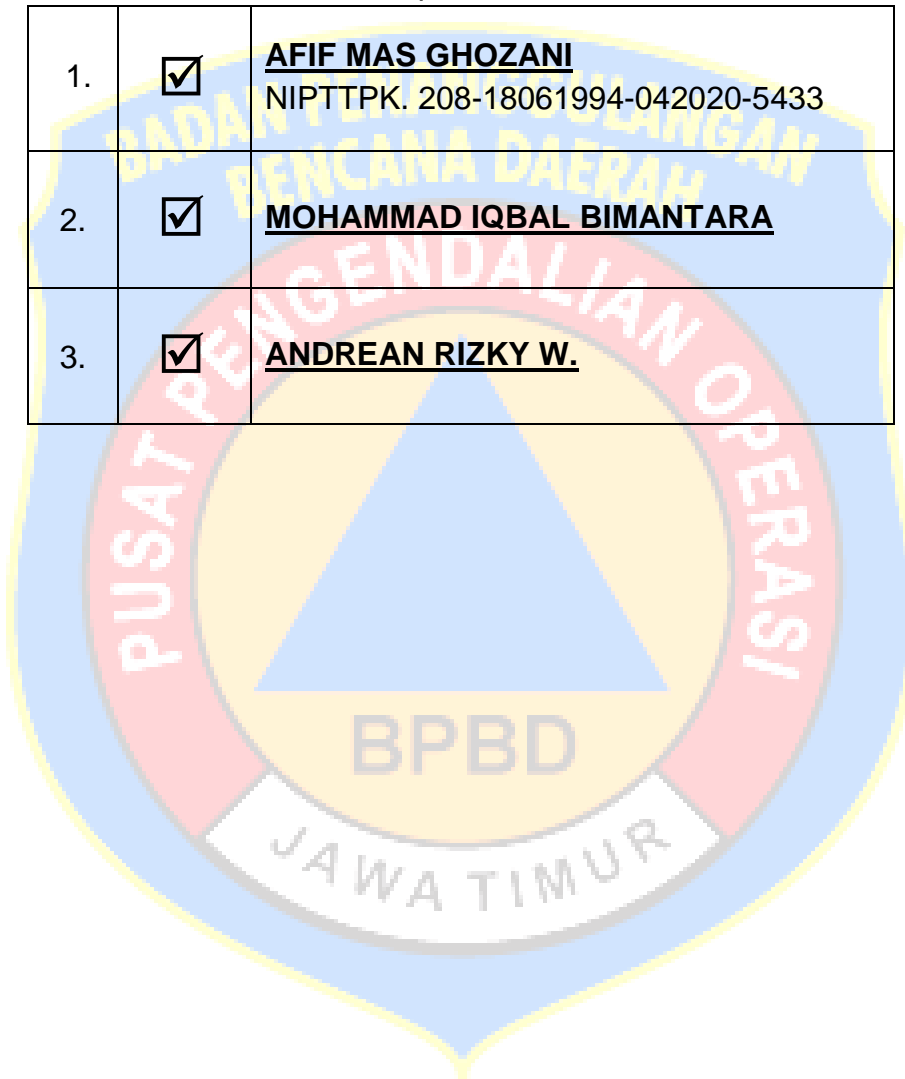 1. ☑ AFIF MAS GHOZANI
NIPTTPK. 208-18061994-042020-5433
2. ☑ MOHAMMAD IQBAL BIMANTARA
3. ☑ ANDREAN RIZKY W.
BADAN PENANGGULANGAN
BENCANA DAERAH
PUSAT PENGENDALIAN OPERASI
BPBD
JAWA TIMUR